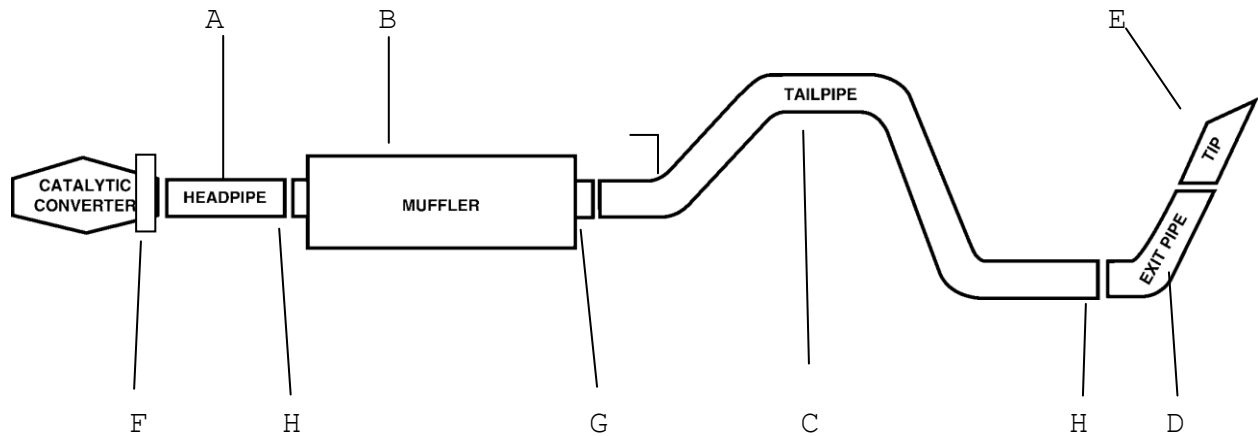 A
B
E
TAILPIPE
TIP
CATALYTIC
CONVERTER
HEADPIPE
MUFFLER
EXIT PIPE
F
H
G
C
H
D